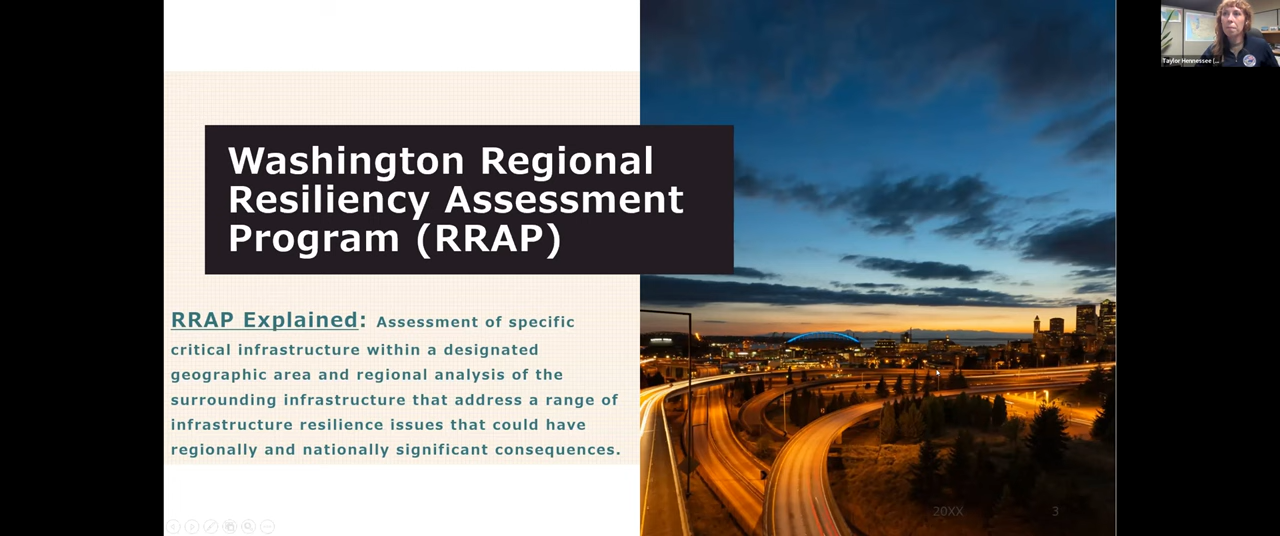 Washington Regional
Resiliency Assessment
Program (RRAP)
RRAP Explained: Assessment of specific
critical infrastructure within a designated
geographic area and regional analysis of the
surrounding infrastructure that address a range of
infrastructure resilience issues that could have
regionally and nationally significant consequences.
20XX
3
Taylor Hennessee (...